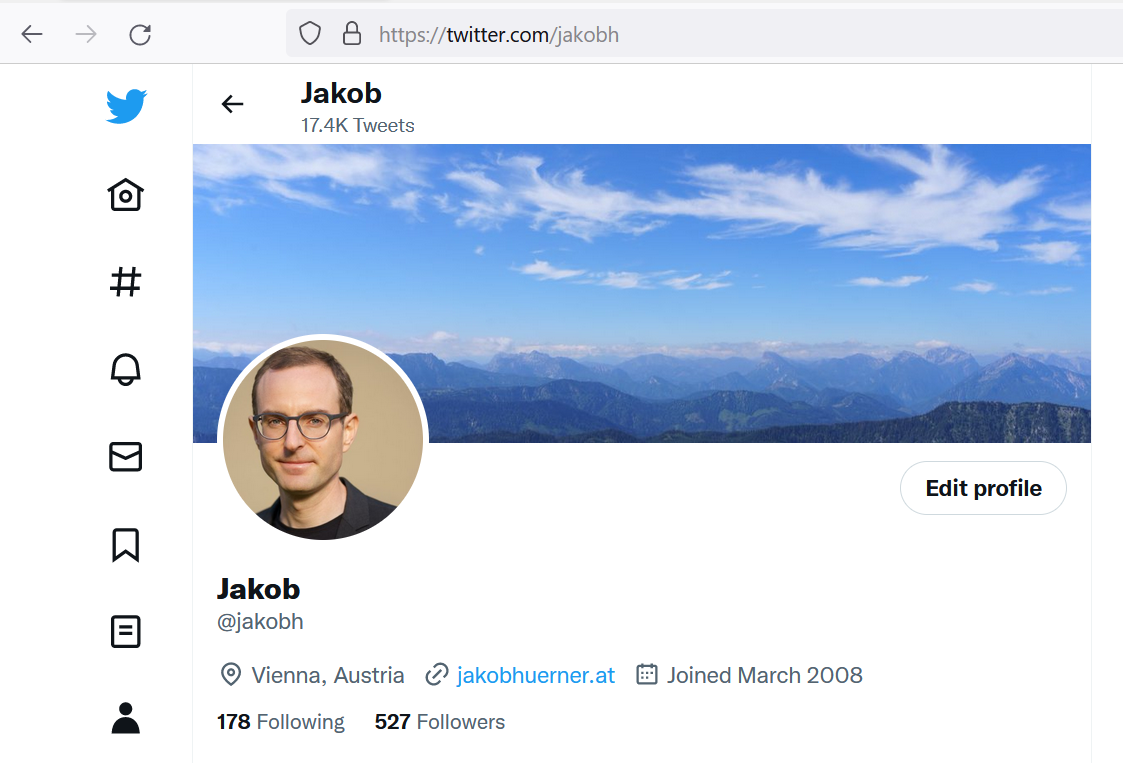 https://twitter.com/jakobh
Jakob
17.4K Tweets
Edit profile
Jakob
@jakobh
Vienna, Austria jakobhuerner.at Joined March 2008
178 Following 527 Followers